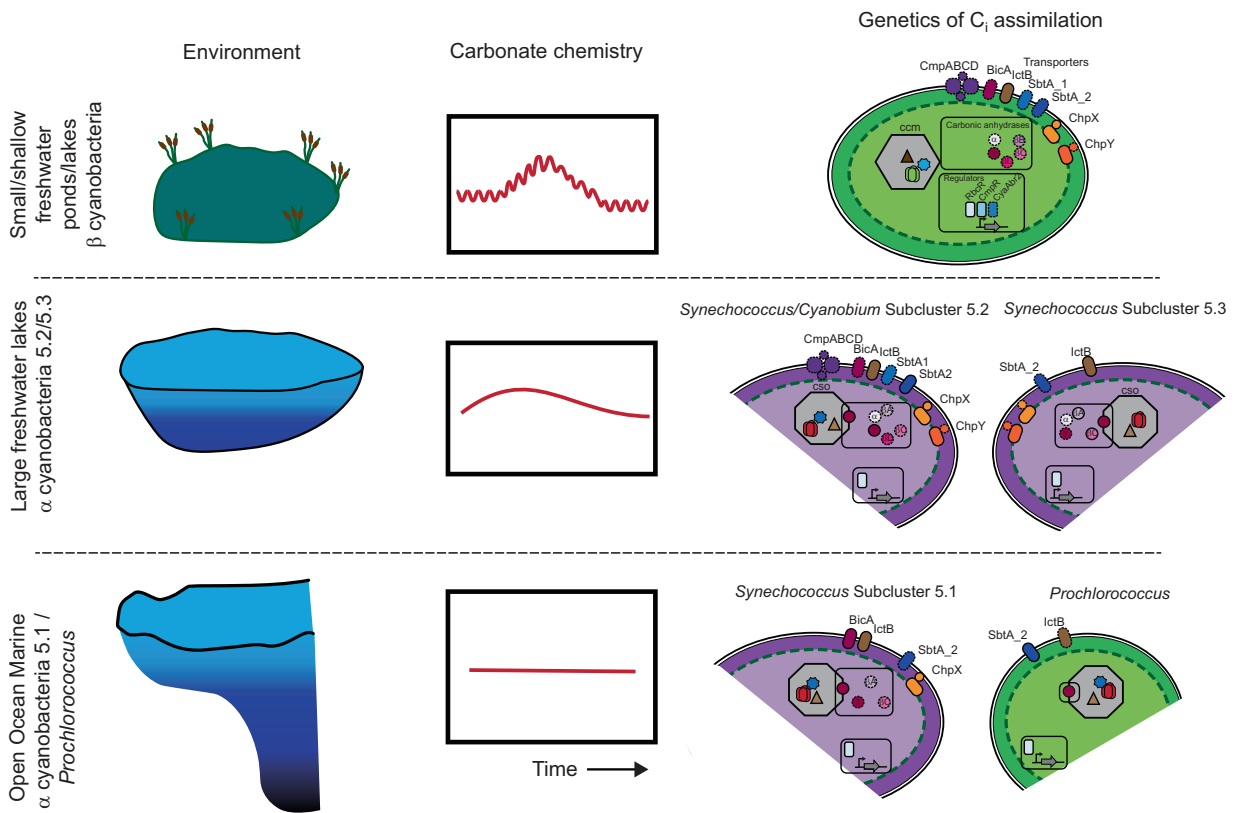 Environment
Carbonate chemistry
Genetics of Ci assimilation
Small/shallow
freshwater
ponds/lakes
β cyanobacteria
CmpABCD
BicA
IctB
Transporters
SbtA_1
SbtA_2
ChpX
ChpY
ccm
Carbonic anhydrases
α
Regulators
RbcR
CmpR
CyaAbr2
Large freshwater lakes
α cyanobacteria 5.2/5.3
Synechococcus/Cyanobium Subcluster 5.2
CmpABCD
BicA
IctB
SbtA1
SbtA2
ChpX
ChpY
cso
α
Synechococcus Subcluster 5.3
SbtA_2
IctB
cso
α
Open Ocean Marine
α cyanobacteria 5.1 /
Prochlorococcus
Time
Synechococcus Subcluster 5.1
BicA
IctB
SbtA_2
ChpX
Prochlorococcus
SbtA_2
IctB